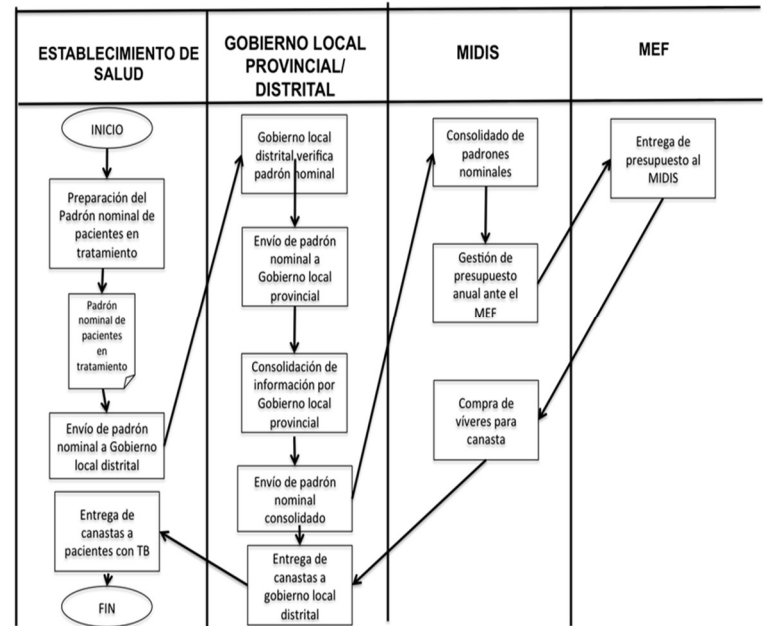 ESTABLECIMIENTO DE
SALUD
GOBIERNO LOCAL
PROVINCIAL/
DISTRITAL
MIDIS
MEF
INICIO
Preparación del
Padrón nominal de
pacientes en
tratamiento
Padrón
nominal de
pacientes
en
tratamiento
Envío de padrón
nominal a Gobierno
local distrital
Entrega de
canastas a
pacientes con TB
FIN
Gobierno local
distrital verifica
padrón nominal
Envío de padrón
nominal a
Gobierno local
provincial
Consolidación de
información por
Gobierno local
provincial
Envío de padrón
nominal
consolidado
Entrega de
canastas a
gobierno local
distrital
Consolidado de
padrones
nominales
Gestión de
presupuesto
anual ante el
MEF
Compra de
víveres para
canasta
Entrega de
presupuesto al
MIDIS